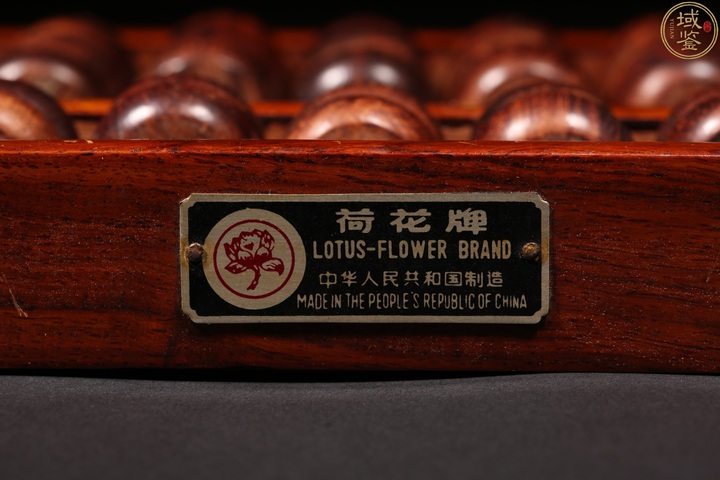 域鉴
荷花牌
LOTUS-FLOWER BRAND
中华人民共和国制造
MADE IN THE PEOPLE'S REPUBLIC OF CHINA